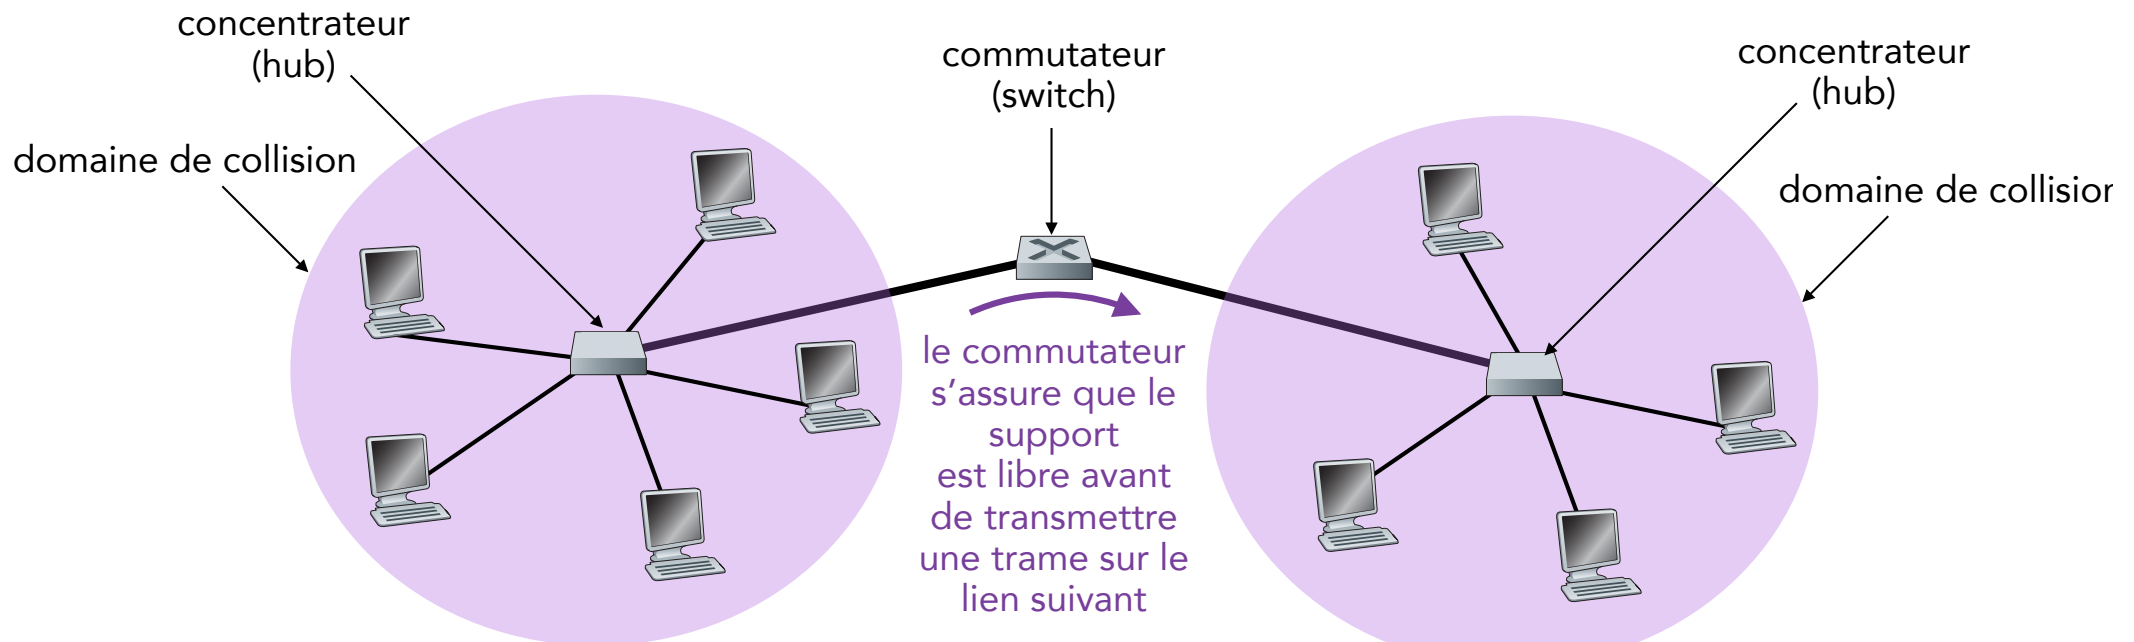 concentrateur
(hub)
domaine de collision
commutateur
(switch)
concentrateur
(hub)
domaine de collision
le commutateur
s’assure que le
support
est libre avant
de transmettre
une trame sur le
lien suivant